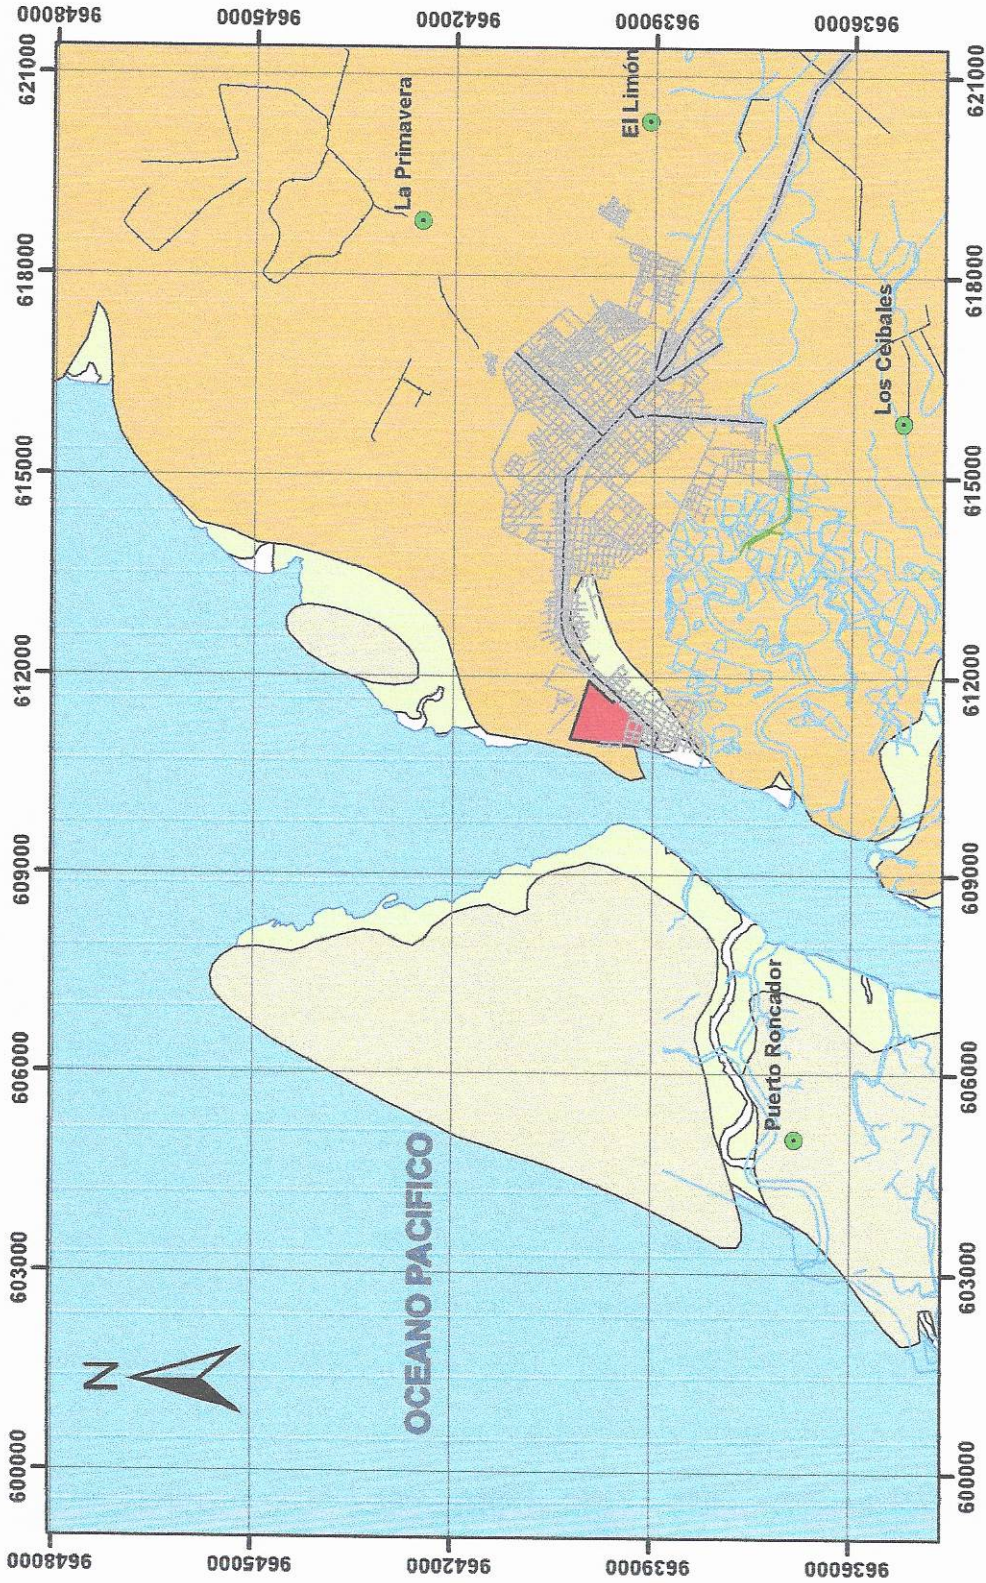 600000 603000 606000 609000 612000 615000 618000 621000
9648000 9648000
N
9645000 9645000
OCEANO PACIFICO
La Primavera
9642000 9642000
El Limón
9639000 9639000
Puerto Roncador
9636000 9636000
Los Ceibales
600000 603000 606000 609000 612000 615000 618000 621000